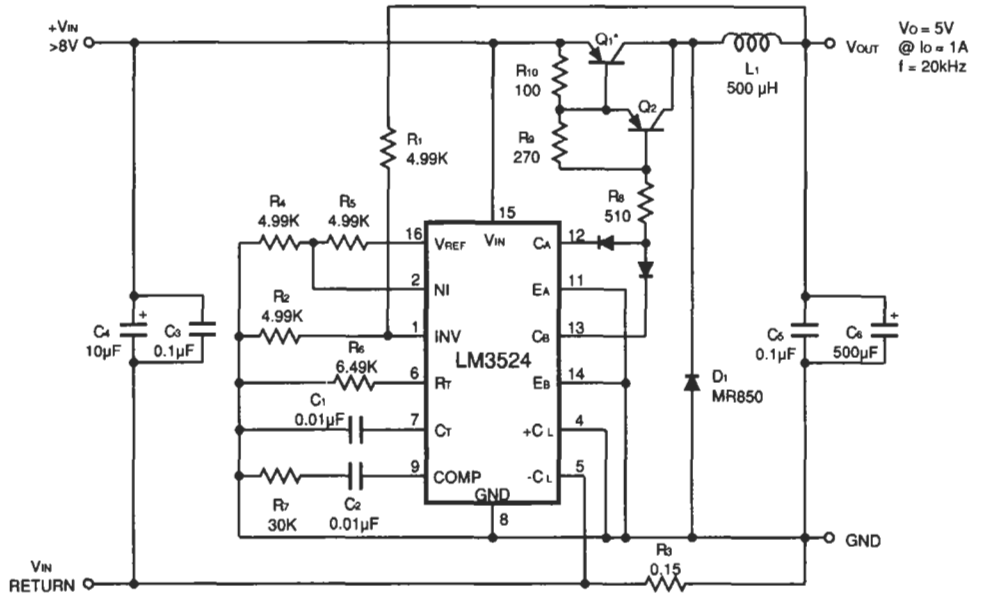 +VIN
>8V
Q1*
VOUT
VO = 5V
@ IO = 1A
f = 20kHz
R10
100
L1
500 µH
Q2
R1
4.99K
R9
270
R8
510
R4
4.99K
R5
4.99K
15
16
VREF
VIN
CA
12
2
NI
EA
11
R2
4.99K
1
INV
CB
13
C4
+
10µF
C3
0.1µF
LM3524
C5
0.1µF
C6
+
500µF
R6
6.49K
6
RT
EB
14
D1
MR850
C1
0.01µF
7
CT
+CL
4
9
COMP
-CL
5
GND
R7
30K
C2
0.01µF
8
GND
R3
0.15
VIN
RETURN